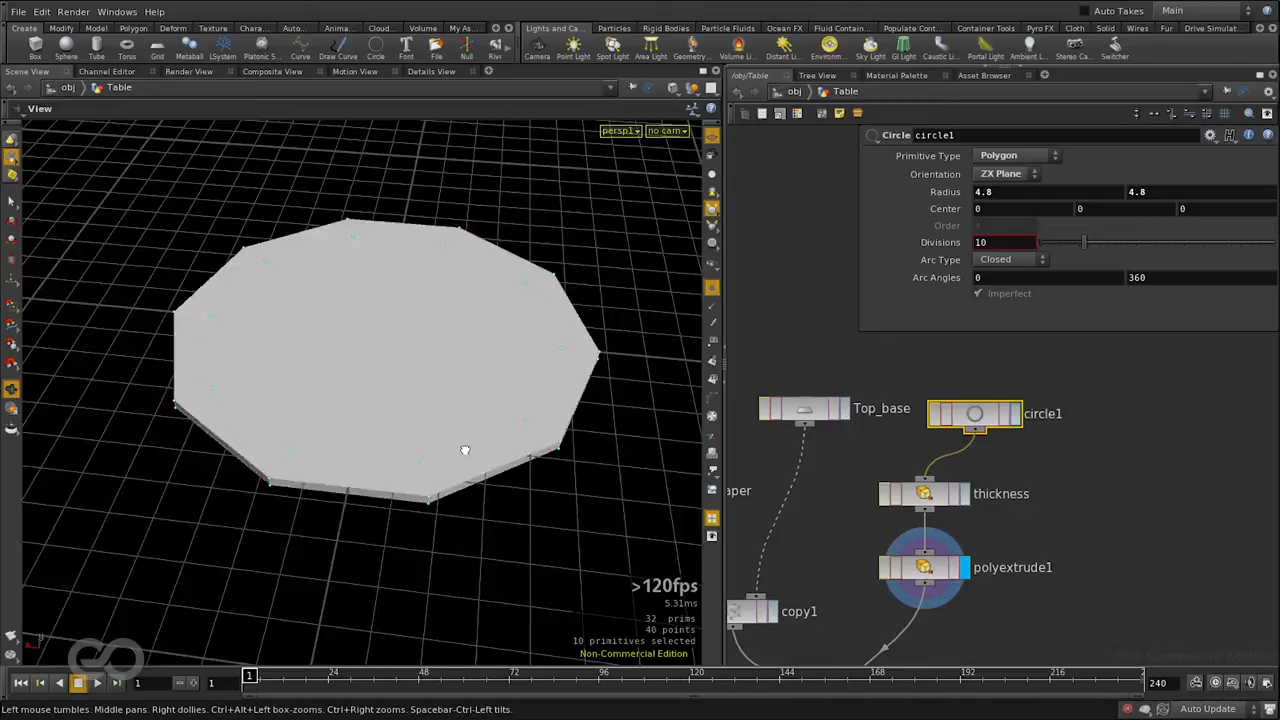 File Edit Render Windows Help Auto Takes Main
Create Modify Model Polygon Deform Texture Chara... Auto... Anima... Cloud... Volume My As... Lights and Ca... Particles Rigid Bodies Particle Fluids Ocean FX Fluid Contain... Populate Conta... Container Tools Pyro FX Cloth Solid Wires Fur Drive Simulat...
Box Sphere Tube Torus Grid Metaball LSystem Platonic S... Curve Draw Curve Circle Font File Null Riv... Camera Point Light Spot Light Area Light Geometry... Volume Li... Distant Li... Environm... Sky Light GI Light Caustic Li... Portal Light Ambient L... Stereo Ca... Switcher
Scene View Channel Editor Render View Composite View Motion View Details View /obj/Table Tree View Material Palette Asset Browser
obj Table obj Table
View
persp1 no cam
Circle circle1
Primitive Type Polygon
Orientation ZX Plane
Radius 4.8 4.8
Center 0 0 0
Order 4
Divisions 10
Arc Type Closed
Arc Angles 0 360
Imperfect
Top_base circle1
aper thickness
polyextrude1
copy1
>120fps
5.31ms
32 prims
40 points
10 primitives selected
Non-Commercial Edition
1 1 1 24 48 72 96 120 144 168 192 216 240
Left mouse tumbles. Middle pans. Right dollies. Ctrl+Alt+Left box-zooms. Ctrl+Right zooms. Spacebar-Ctrl-Left tilts. Auto Update